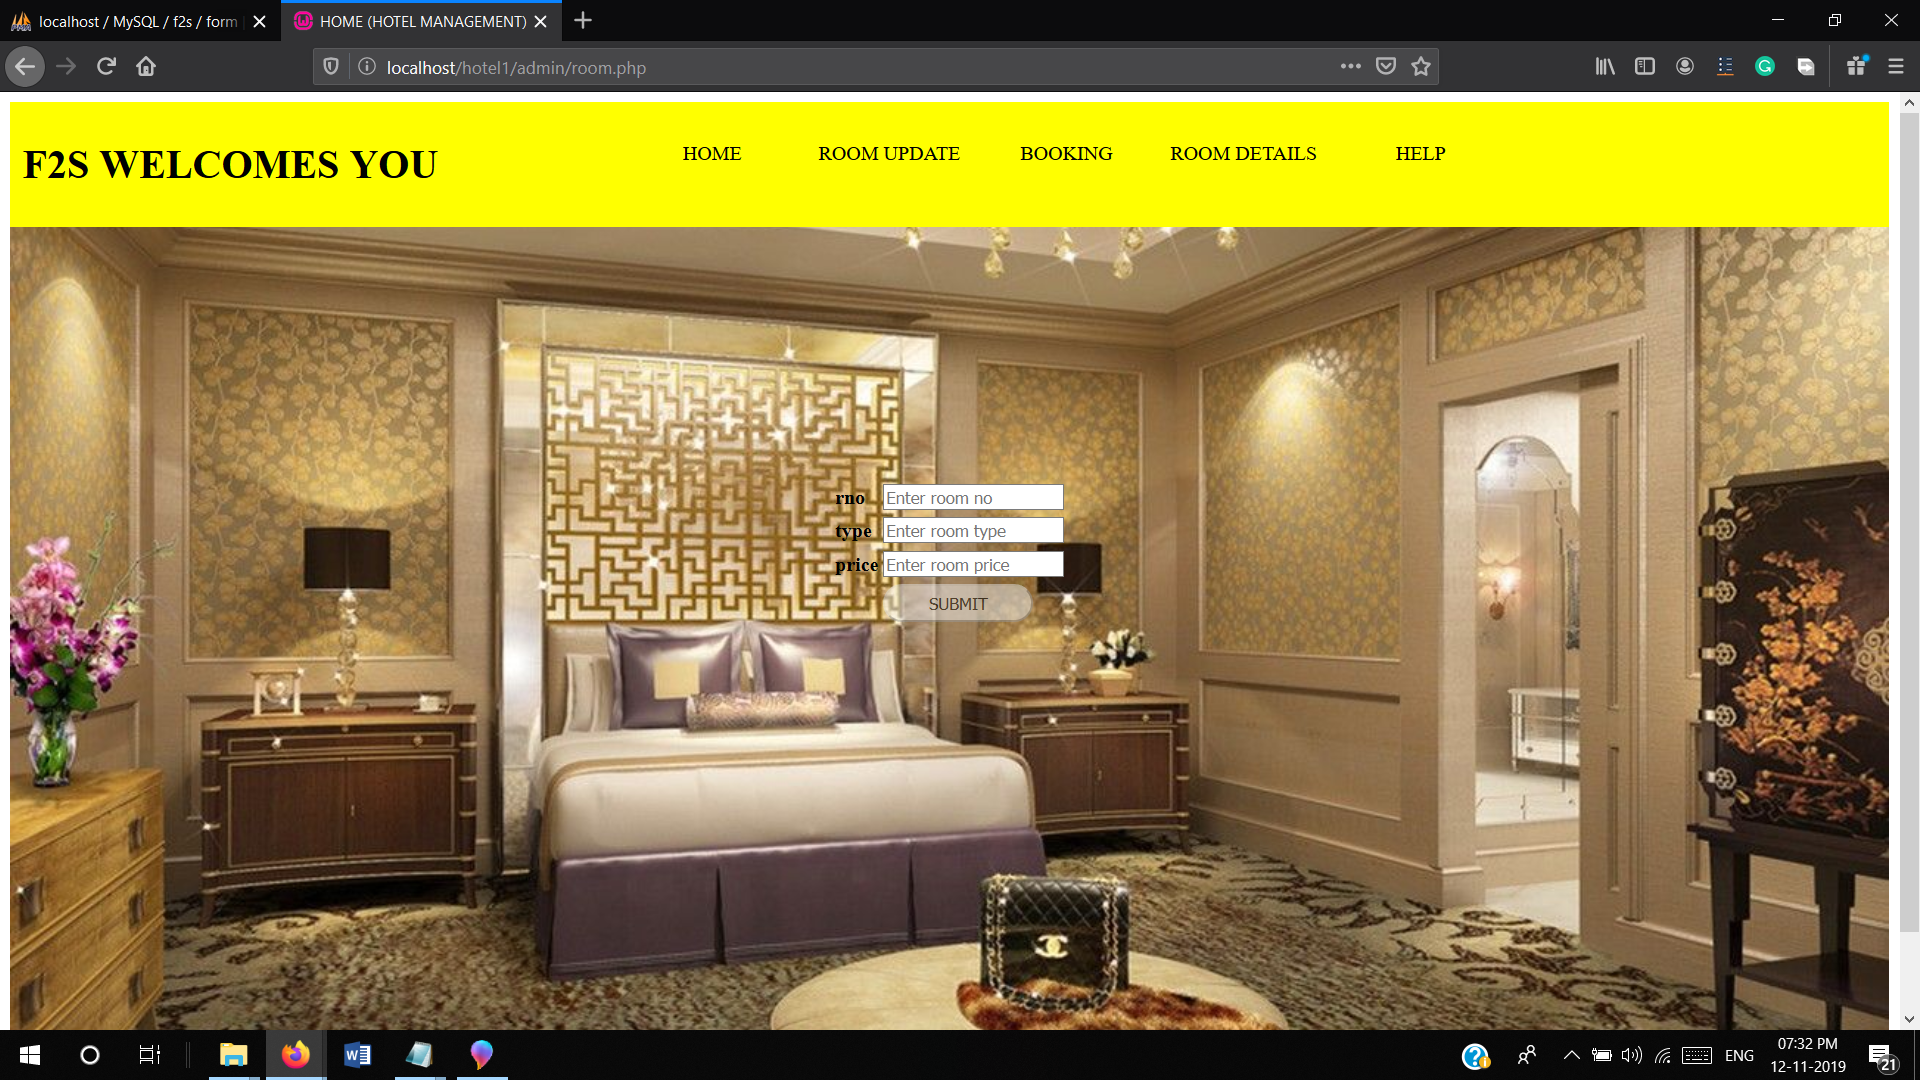 localhost / MySQL / f2s / form
HOME (HOTEL MANAGEMENT)
localhost/hotel1/admin/room.php
F2S WELCOMES YOU
HOME ROOM UPDATE BOOKING ROOM DETAILS HELP
rno Enter room no
type Enter room type
price Enter room price
SUBMIT
ENG
07:32 PM
12-11-2019
21